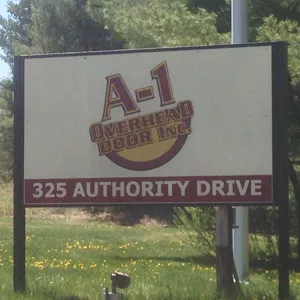 A-1
OVERHEAD
DOOR INC.
325 AUTHORITY DRIVE